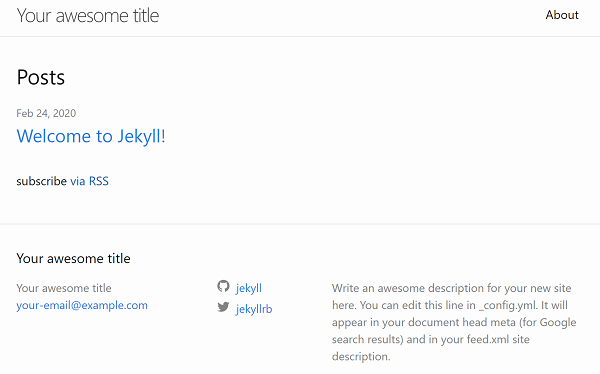 Your awesome title
About
Posts
Feb 24, 2020
Welcome to Jekyll!
subscribe via RSS
Your awesome title
Your awesome title
your-email@example.com
jekyll
jekyllrb
Write an awesome description for your new site
here. You can edit this line in _config.yml. It will
appear in your document head meta (for Google
search results) and in your feed.xml site
description.